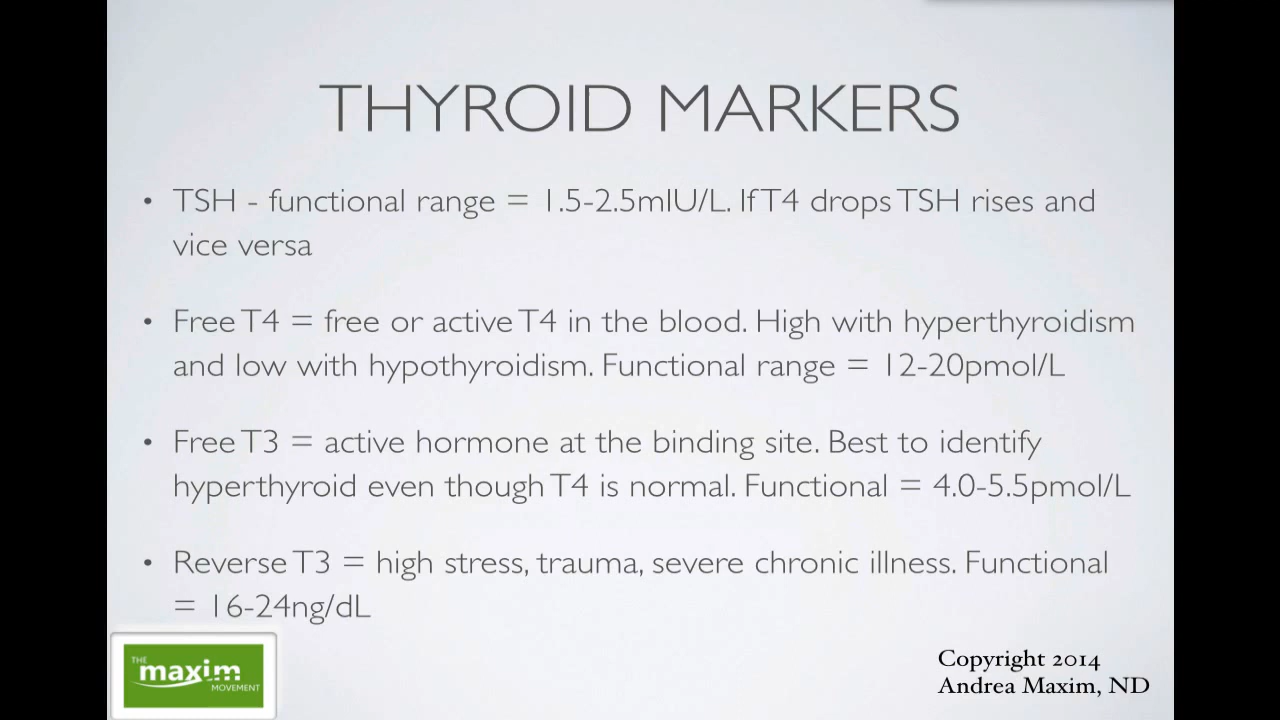 THYROID MARKERS
• TSH - functional range = 1.5-2.5mIU/L. If T4 drops TSH rises and
vice versa
• Free T4 = free or active T4 in the blood. High with hyperthyroidism
and low with hypothyroidism. Functional range = 12-20pmol/L
• Free T3 = active hormone at the binding site. Best to identify
hyperthyroid even though T4 is normal. Functional = 4.0-5.5pmol/L
• Reverse T3 = high stress, trauma, severe chronic illness. Functional
= 16-24ng/dL
THE
maxim
MOVEMENT
Copyright 2014
Andrea Maxim, ND